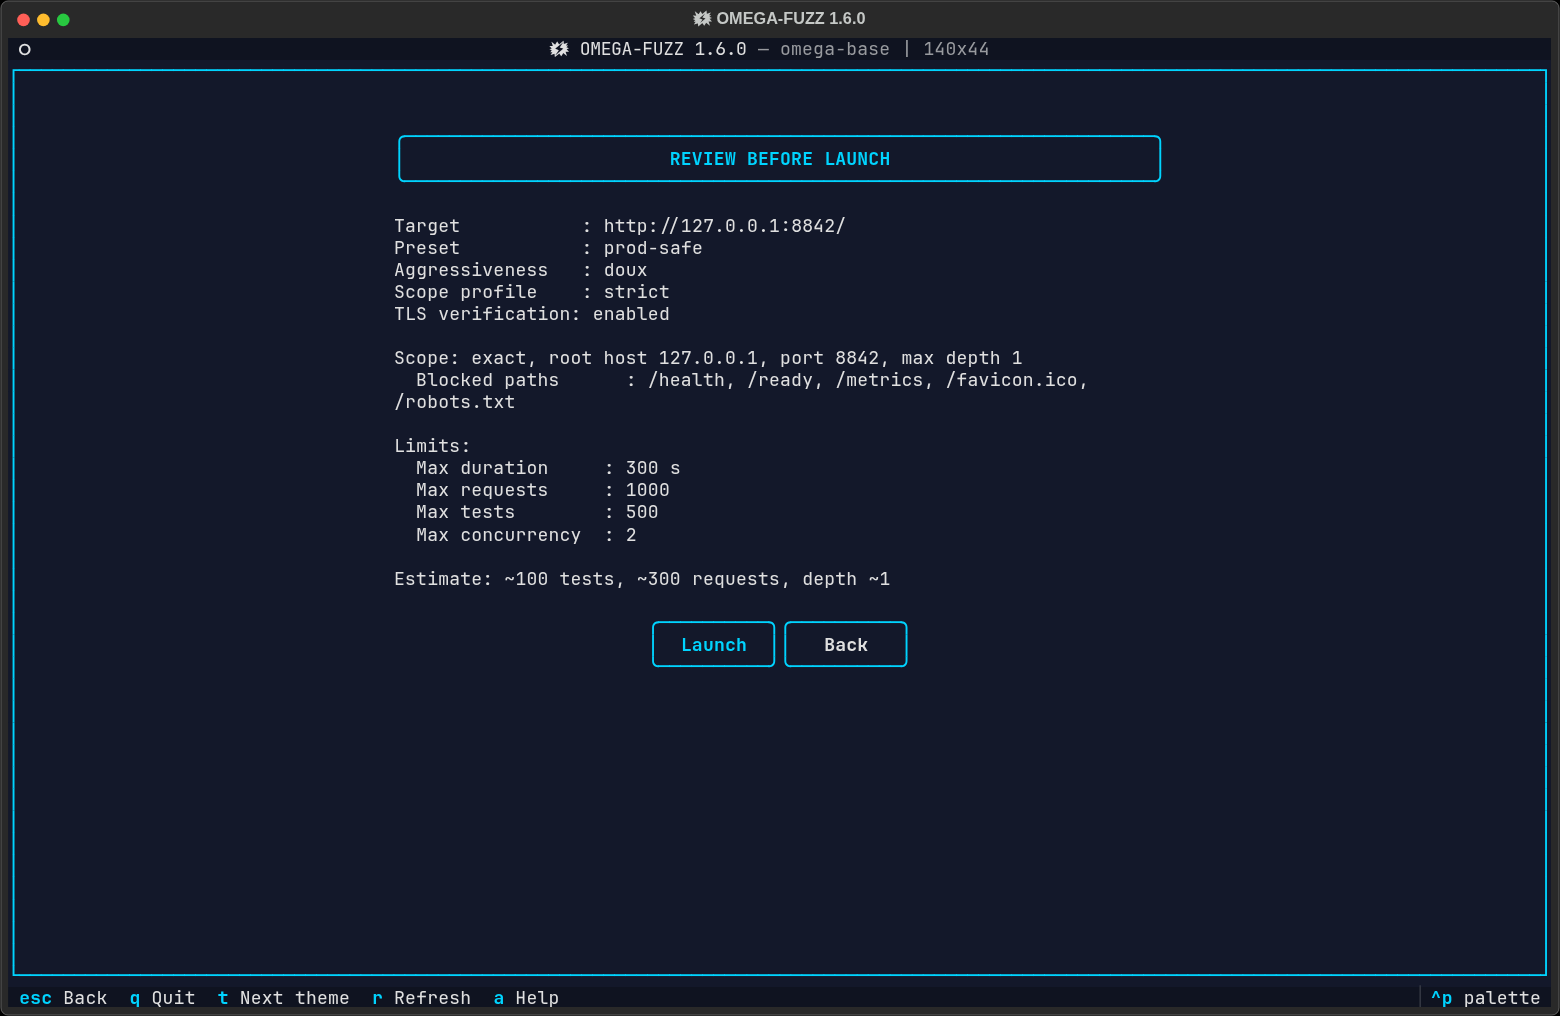 OMEGA-FUZZ 1.6.0
OMEGA-FUZZ 1.6.0 — omega-base | 140x44
REVIEW BEFORE LAUNCH
Target           : http://127.0.0.1:8842/
Preset           : prod-safe
Aggressiveness   : doux
Scope profile    : strict
TLS verification: enabled
Scope: exact, root host 127.0.0.1, port 8842, max depth 1
  Blocked paths      : /health, /ready, /metrics, /favicon.ico,
/robots.txt
Limits:
  Max duration     : 300 s
  Max requests     : 1000
  Max tests        : 500
  Max concurrency  : 2
Estimate: ~100 tests, ~300 requests, depth ~1
Launch Back
esc Back  q Quit  t Next theme  r Refresh  a Help ^p palette